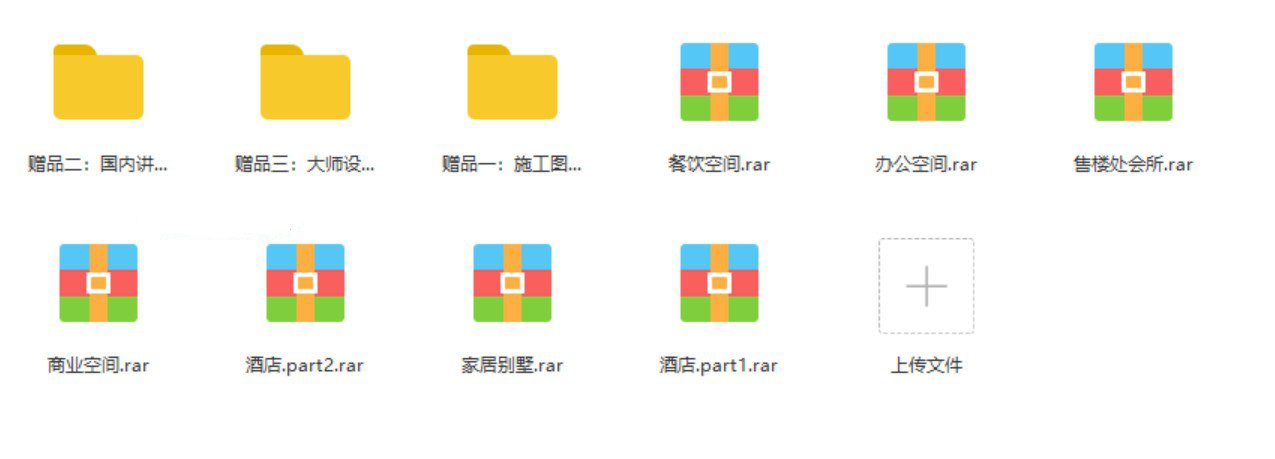 赠品二：国内讲...
赠品三：大师设...
赠品一：施工图...
餐饮空间.rar
办公空间.rar
售楼处会所.rar
商业空间.rar
酒店.part2.rar
家居别墅.rar
酒店.part1.rar
上传文件